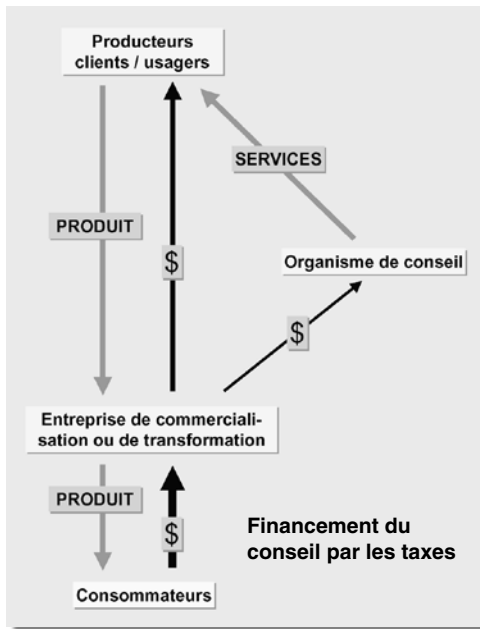 Producteurs
clients / usagers
SERVICES
PRODUIT
$
Organisme de conseil
$
Entreprise de commerciali-
sation ou de transformation
PRODUIT
$
Financement du
conseil par les taxes
Consommateurs